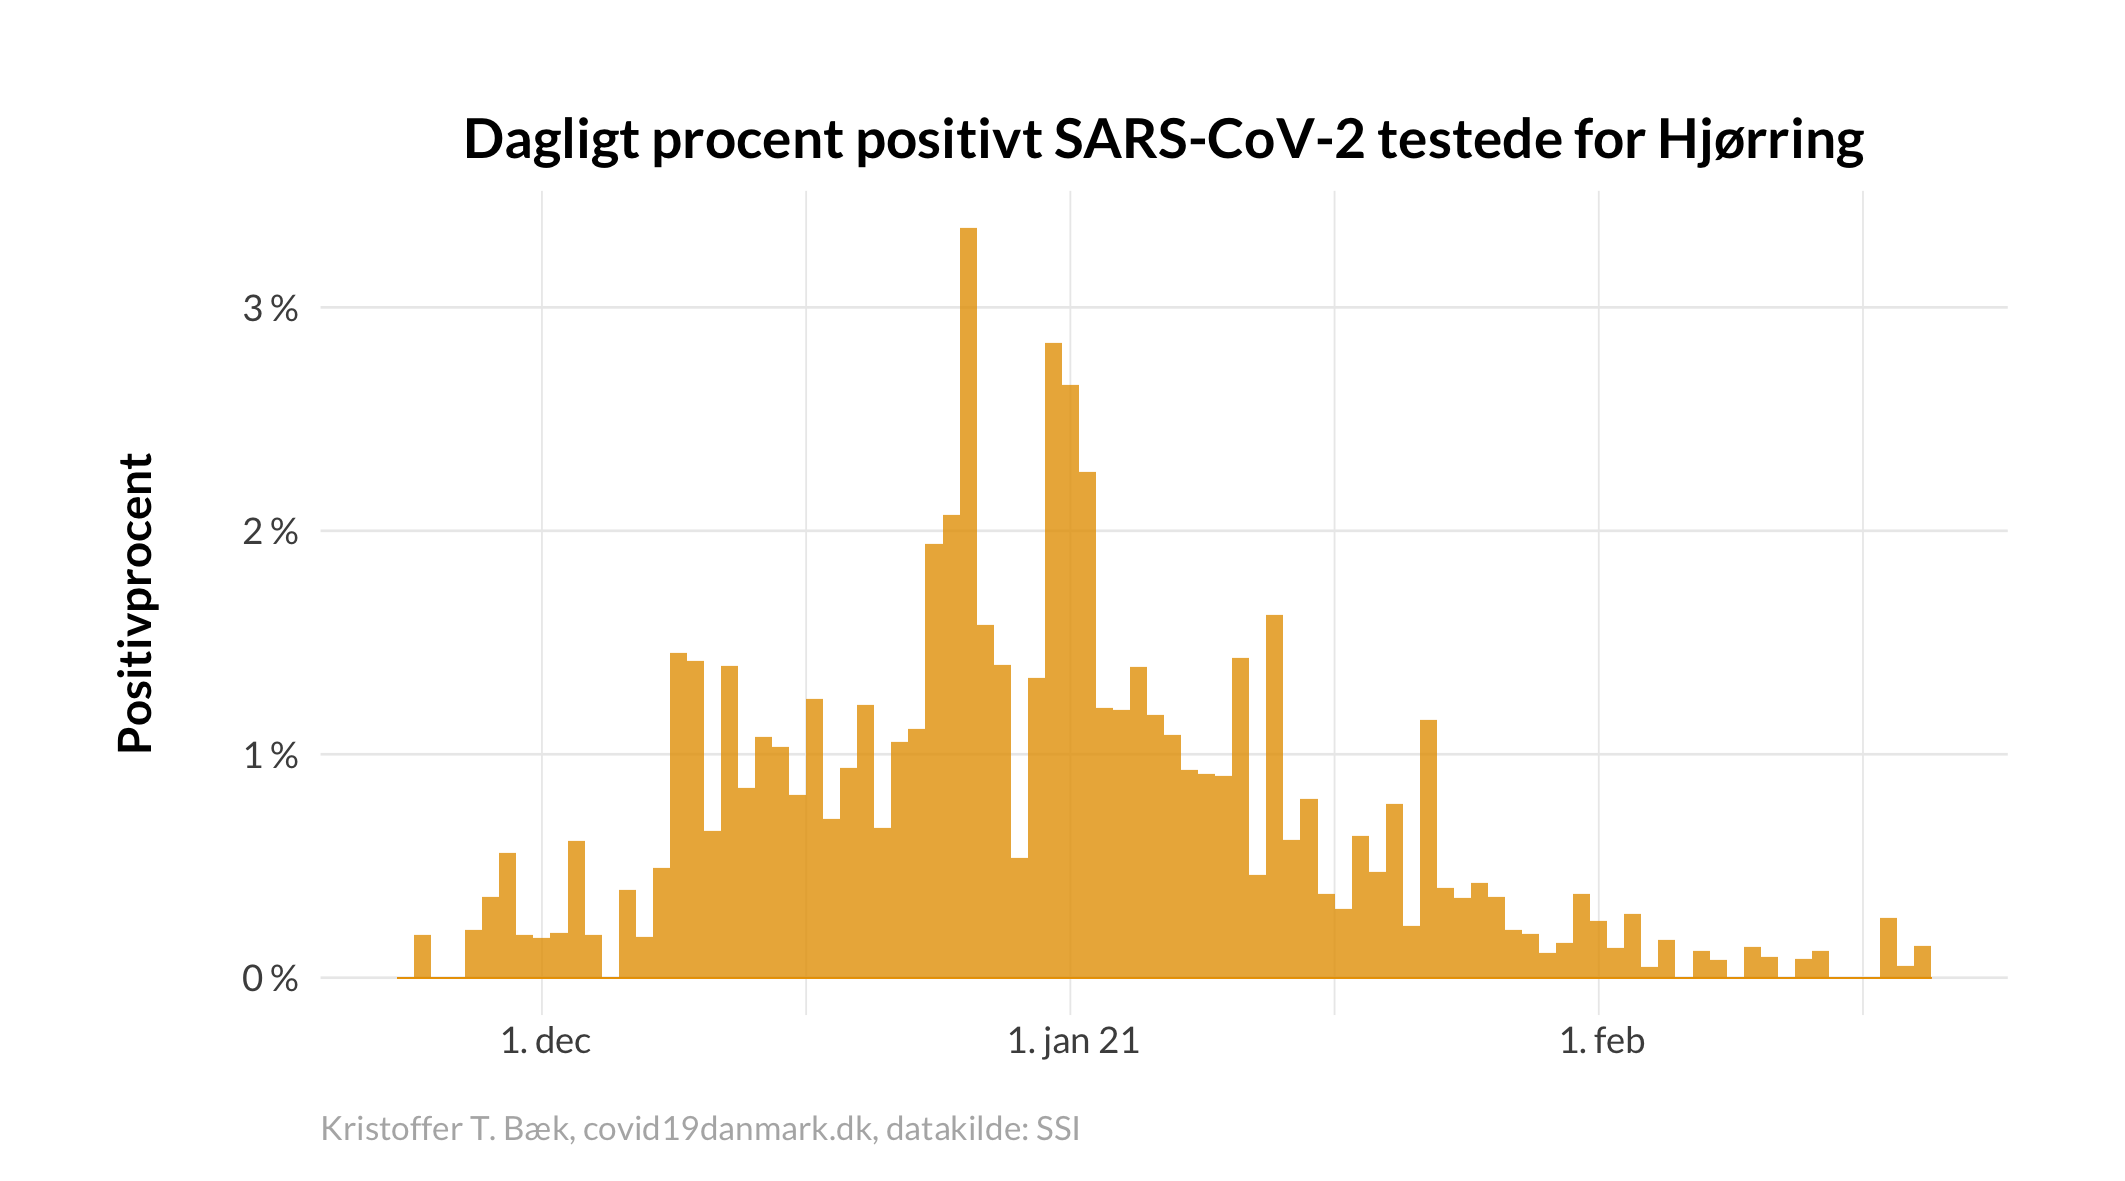 Dagligt procent positivt SARS-CoV-2 testede for Hjørring
Positivprocent
3 %
2 %
1 %
0 %
1. dec
1. jan 21
1. feb
Kristoffer T. Bæk, covid19danmark.dk, datakilde: SSI